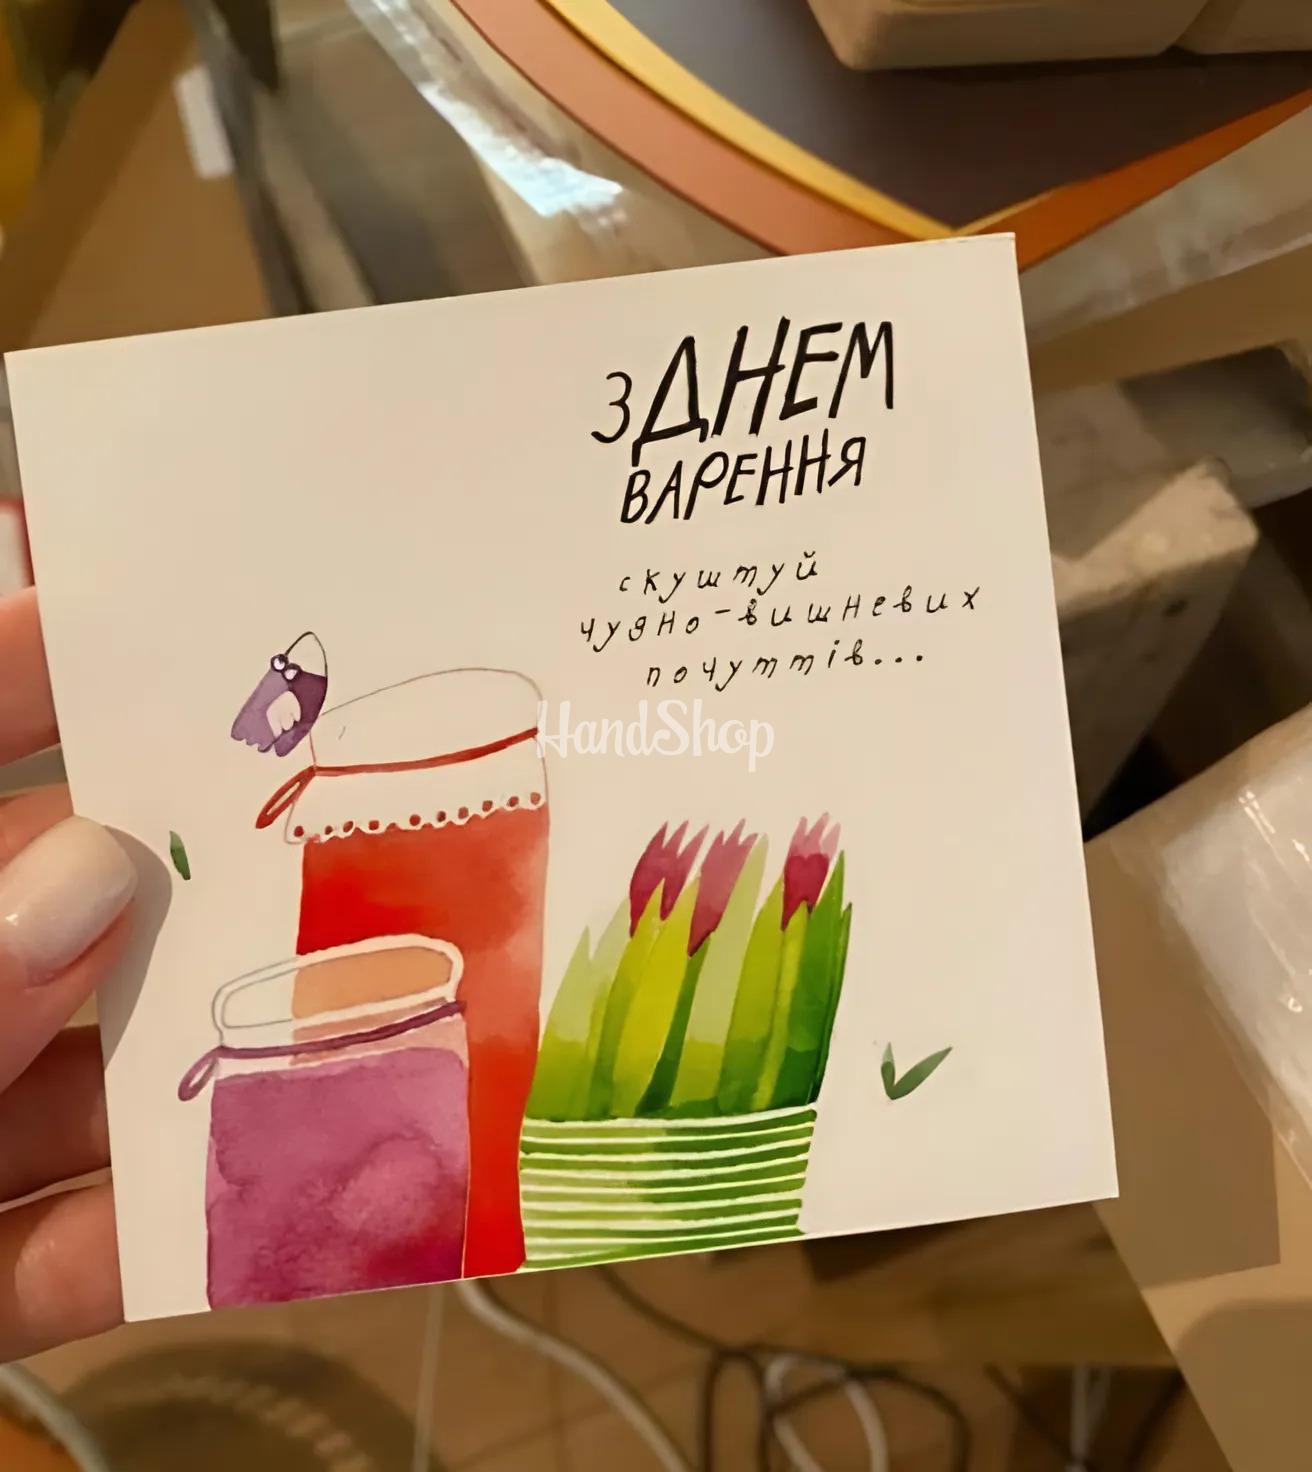 З ДНЕМ
ВАРЕННЯ
скуштуй
чудно-вишневих
почуттів...
HandShop